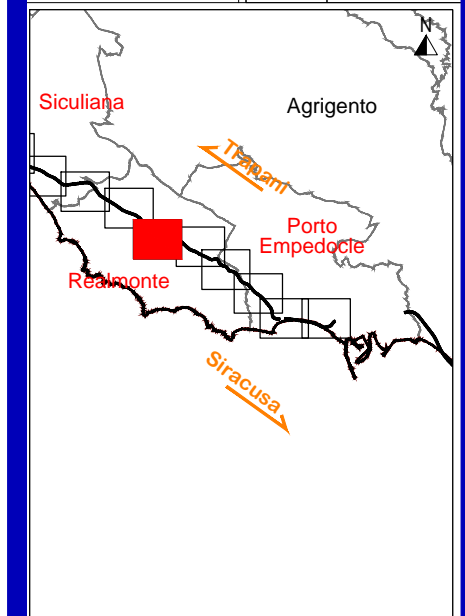 N
Siculiana
Agrigento
Trapani
Porto
Empedocle
Realmonte
Siracusa